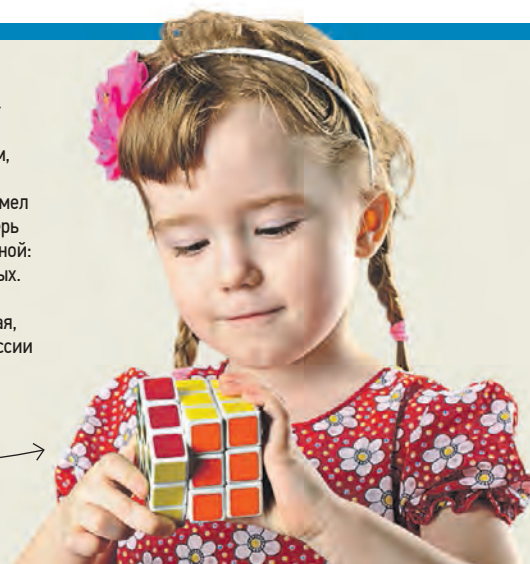 м,
мел
рь
ной:
ых.
ая,
ссии